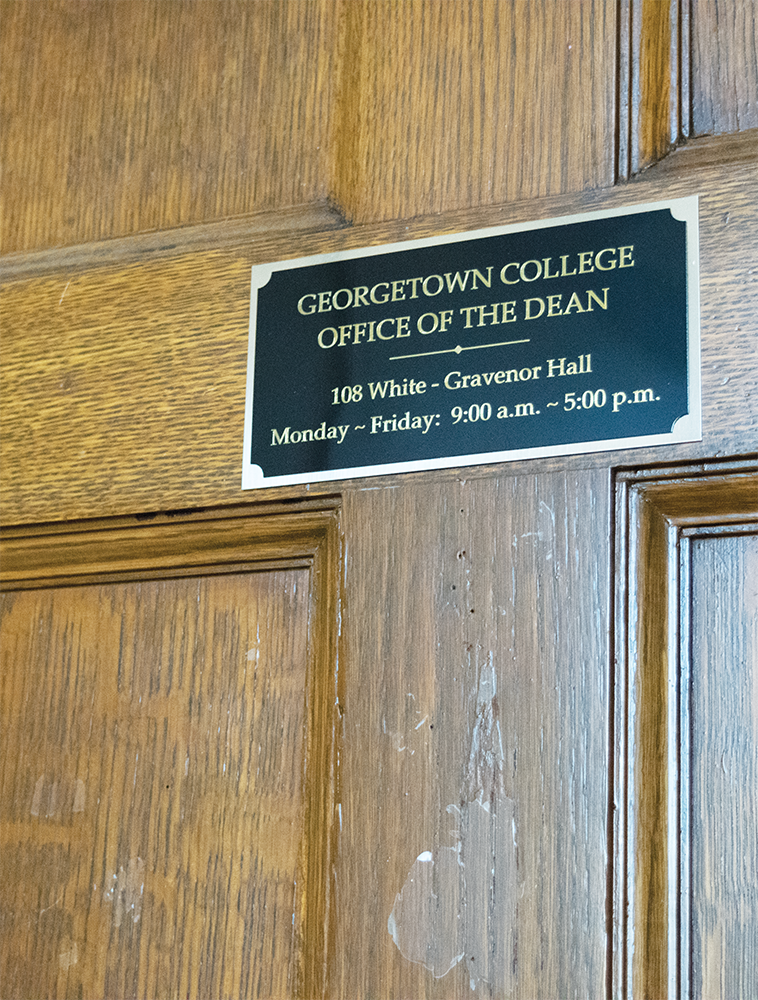 GEORGETOWN COLLEGE
OFFICE OF THE DEAN
108 White - Gravenor Hall
Monday ~ Friday: 9:00 a.m. ~ 5:00 p.m.